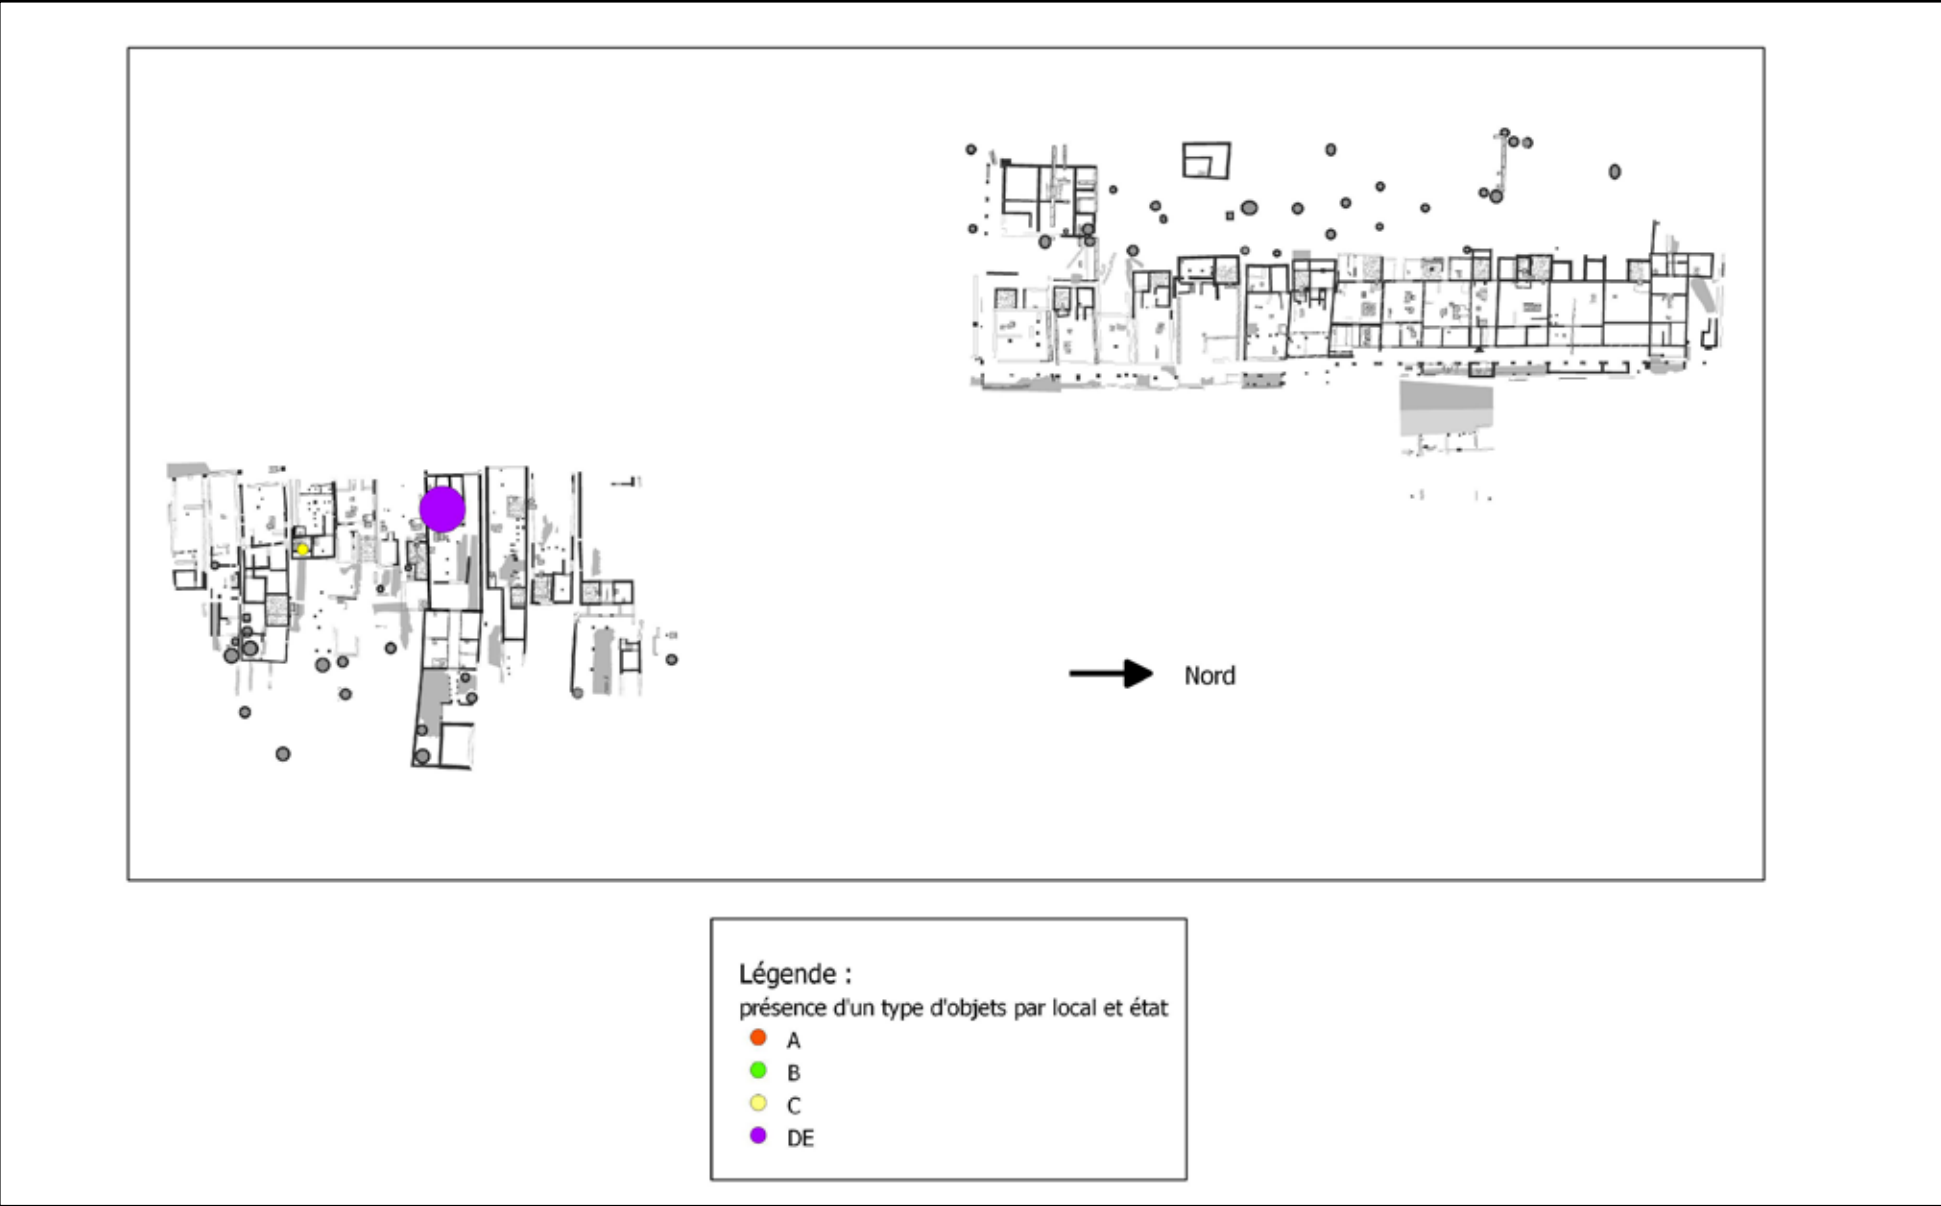 Nord
Légende :
présence d'un type d'objets par local et état
A
B
C
DE